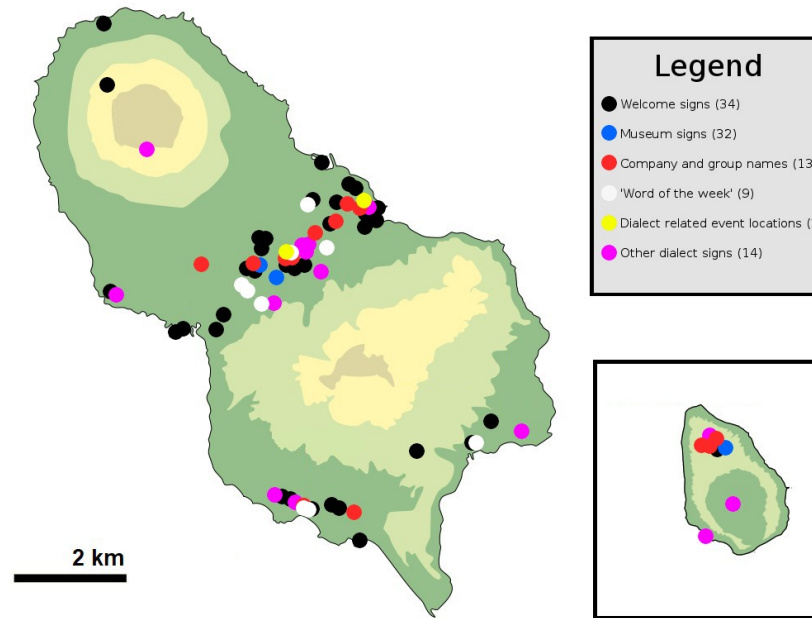 Legend
Welcome signs (34)
Museum signs (32)
Company and group names (13
'Word of the week' (9)
Dialect related event locations (
Other dialect signs (14)
2 km